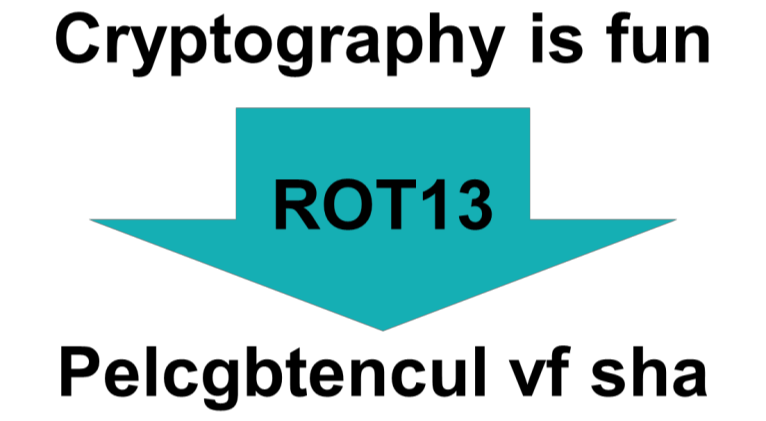 Cryptography is fun
ROT13
Pelcgbtencul vf sha